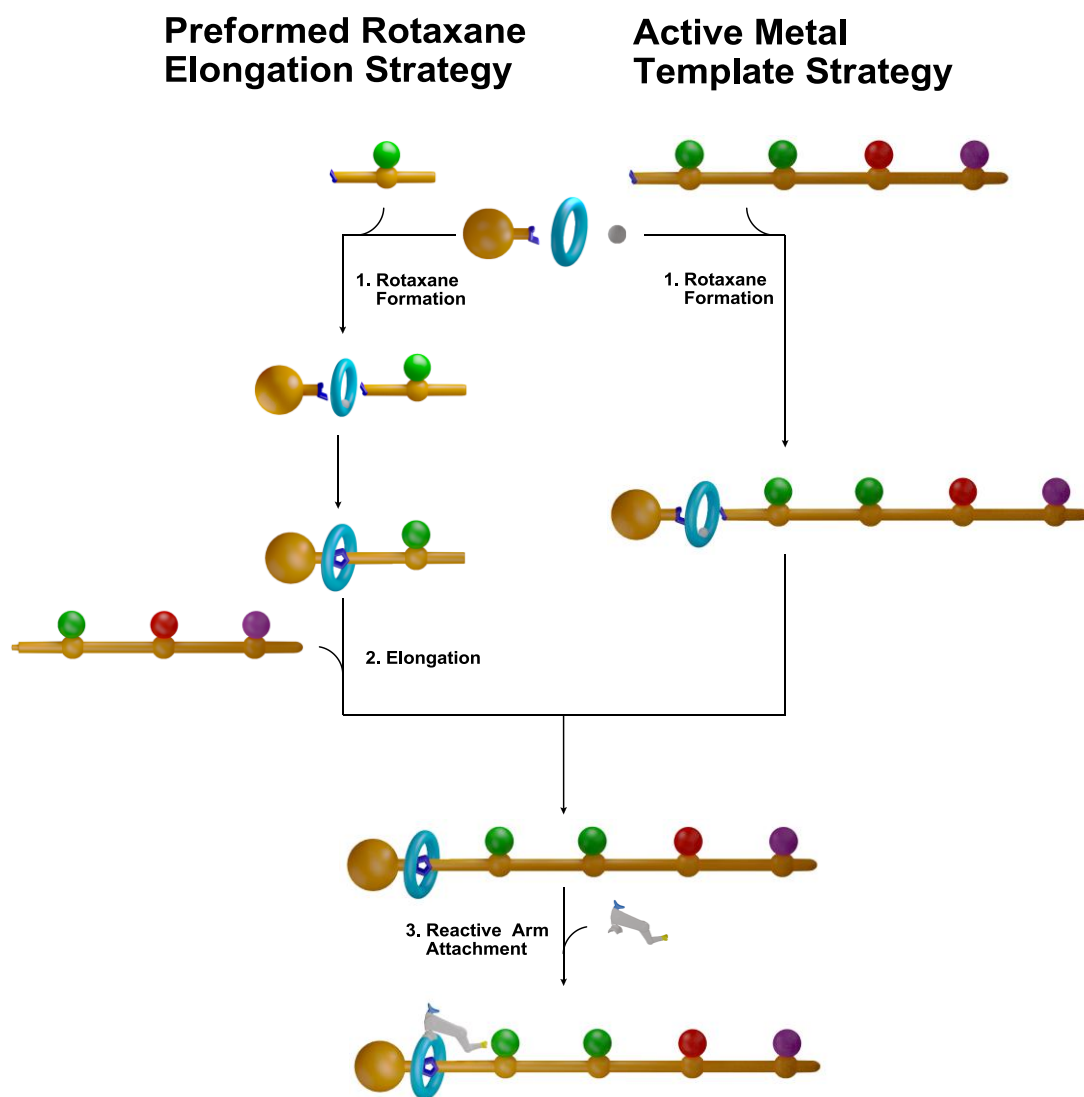 Preformed Rotaxane
Elongation Strategy
Active Metal
Template Strategy
1. Rotaxane
Formation
1. Rotaxane
Formation
2. Elongation
3. Reactive Arm
Attachment